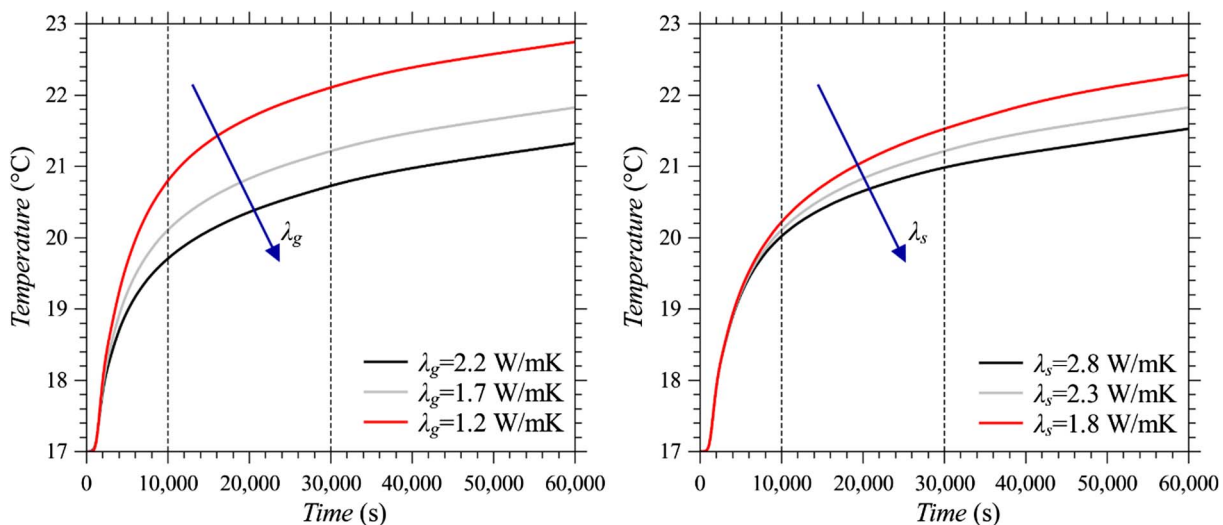 23
22
21
20
19
18
17
Temperature (°C)
0
10,000
20,000
30,000
40,000
50,000
60,000
Time (s)
λg
λg=2.2 W/mK
λg=1.7 W/mK
λg=1.2 W/mK
23
22
21
20
19
18
17
Temperature (°C)
0
10,000
20,000
30,000
40,000
50,000
60,000
Time (s)
λs
λs=2.8 W/mK
λs=2.3 W/mK
λs=1.8 W/mK